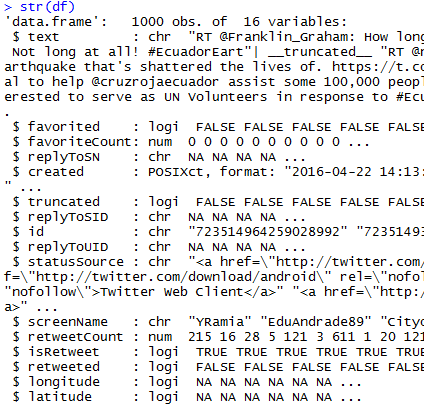 > str(df)
'data.frame':   1000 obs. of  16 variables:
 $ text         : chr  "RT @Franklin_Graham: How long
 Not long at all! #EcuadorEart"| __truncated__ "RT @r
arthquake that's shattered the lives of. https://t.c
al to help @cruzrojaecuador assist some 100,000 peopl
erested to serve as UN Volunteers in response to #Ecu
.
 $ favorited    : logi  FALSE FALSE FALSE FALSE FALSE
 $ favoriteCount: num  0 0 0 0 0 0 0 0 0 0 ...
 $ replyToSN    : chr  NA NA NA NA ...
 $ created      : POSIXct, format: "2016-04-22 14:13:
" ...
 $ truncated    : logi  FALSE FALSE FALSE FALSE FALSE
 $ replyToSID   : chr  NA NA NA NA ...
 $ id           : chr  "723514964259028992" "72351493
 $ replyToUID   : chr  NA NA NA NA ...
 $ statusSource : chr  "<a href=\"http://twitter.com/
f=\"http://twitter.com/download/android\" rel=\"nofo
"nofollow\">Twitter Web Client</a>" "<a href=\"http:/
a>" ...
 $ screenName   : chr  "YRamia" "EduAndrade89" "Cityc
 $ retweetCount : num  215 16 28 5 121 3 611 1 20 121
 $ isRetweet    : logi  TRUE TRUE TRUE TRUE TRUE TRUE
 $ retweeted    : logi  FALSE FALSE FALSE FALSE FALSE
 $ longitude    : logi  NA NA NA NA NA NA ...
 $ latitude     : logi  NA NA NA NA NA NA ...